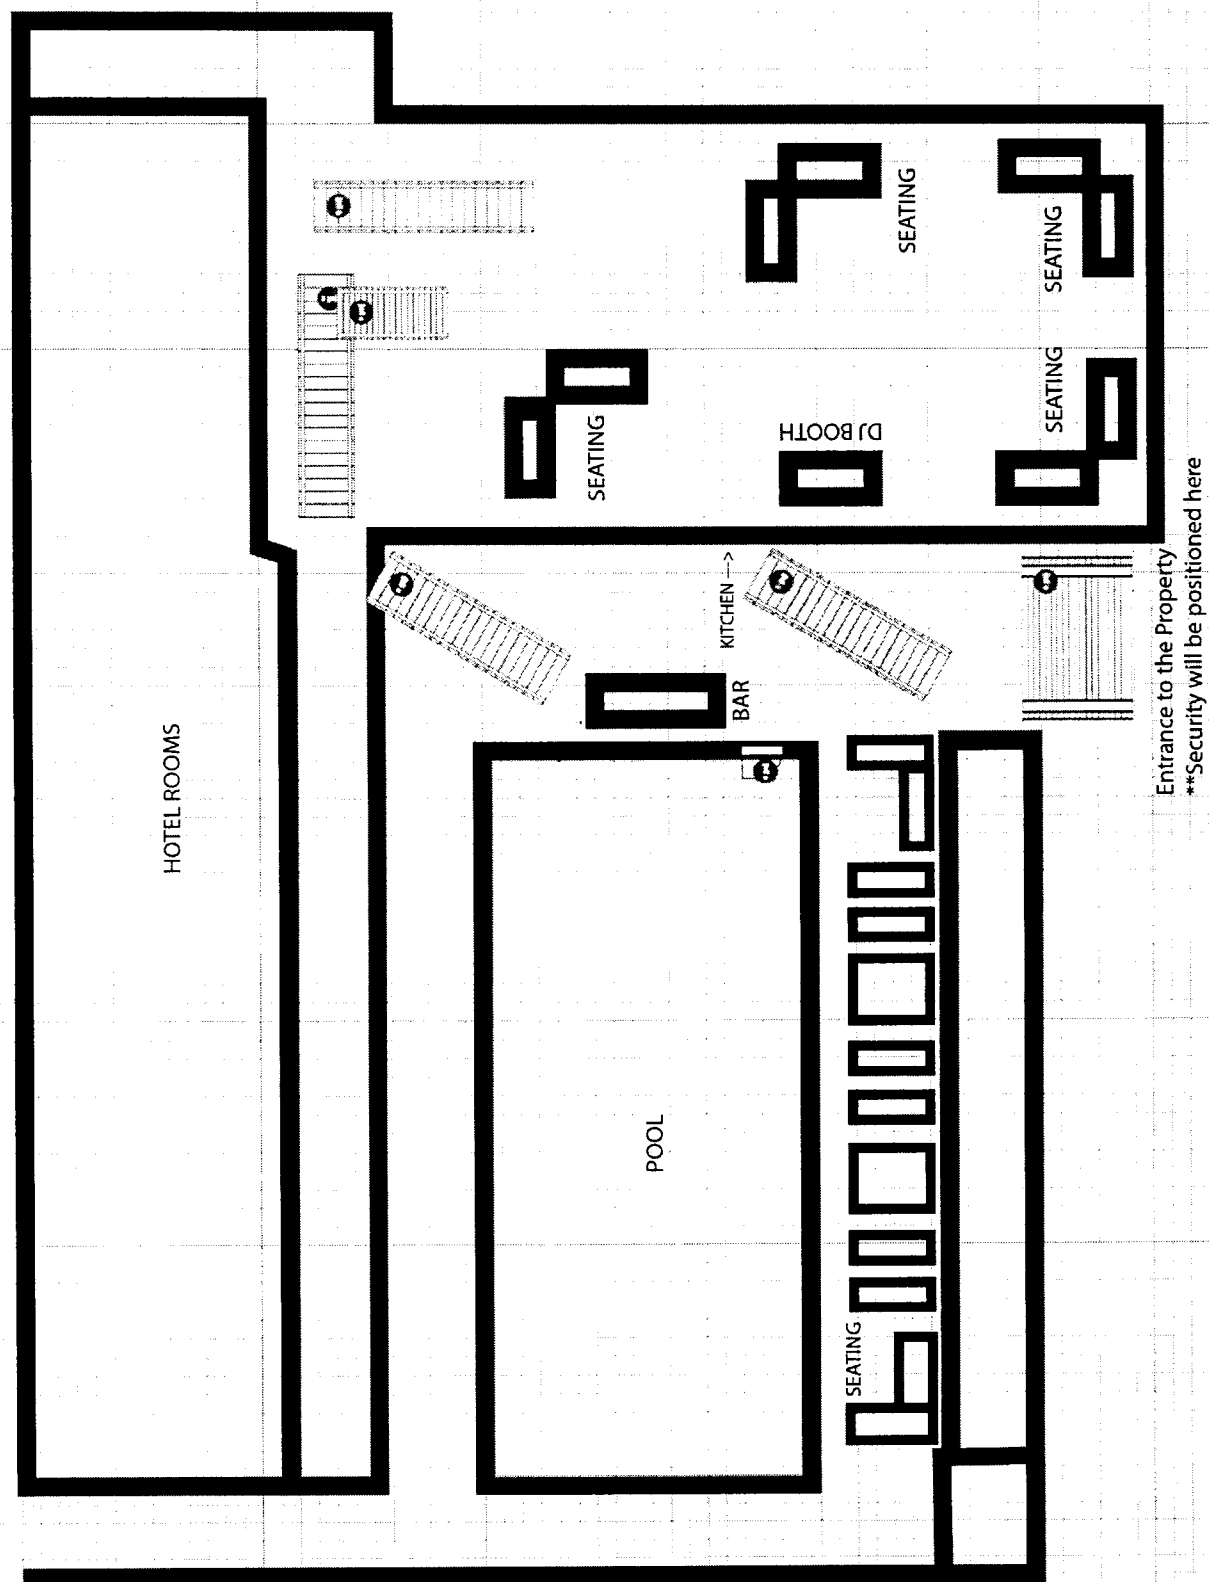 HOTEL ROOMS
SEATING
SEATING
SEATING
SEATING
DJ BOOTH
KITCHEN --->
BAR
POOL
SEATING
Entrance to the Property
**Security will be positioned here